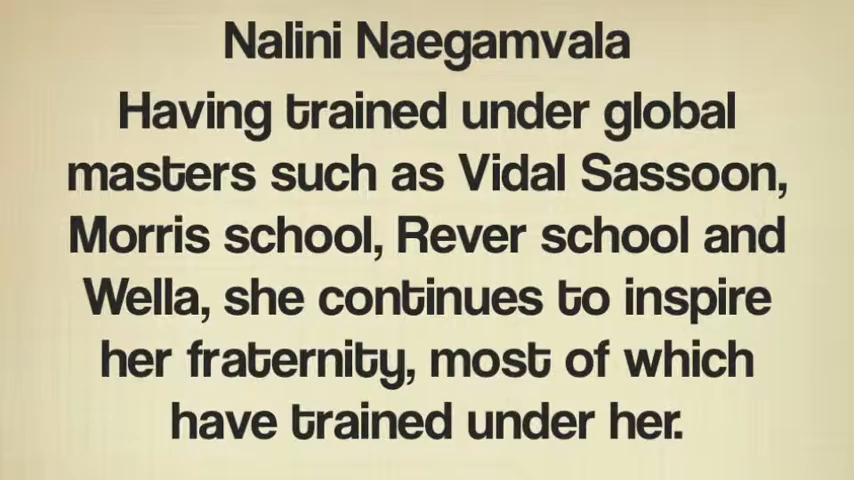 Nalini Naegamvala
Having trained under global
masters such as Vidal Sassoon,
Morris school, Rever school and
Wella, she continues to inspire
her fraternity, most of which
have trained under her.